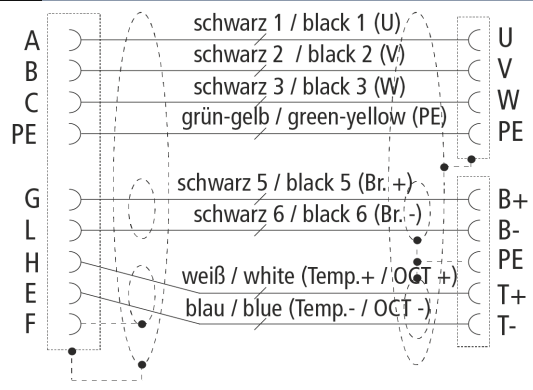 A schwarz 1 / black 1 (U) U
B schwarz 2 / black 2 (V) V
C schwarz 3 / black 3 (W) W
PE grün-gelb / green-yellow (PE) PE
G schwarz 5 / black 5 (Br. +) B+
L schwarz 6 / black 6 (Br. -) B-
H PE
E weiß / white (Temp.+ / OCT +) T+
F blau / blue (Temp.- / OCT -) T-